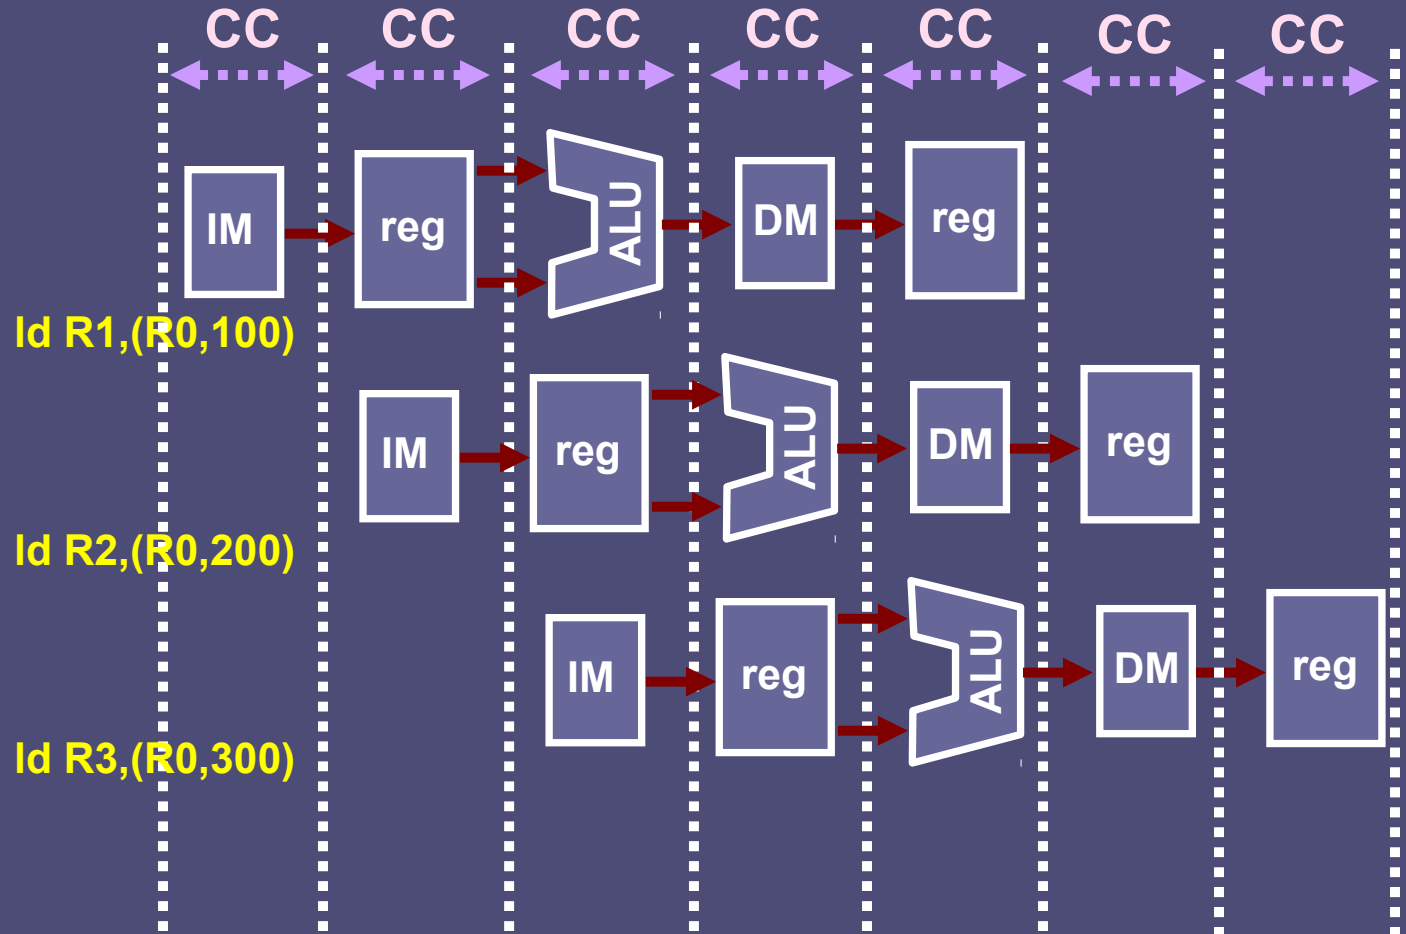 CC CC CC CC CC CC CC
IM reg ALU DM reg
ld R1,(R0,100)
IM reg ALU DM reg
ld R2,(R0,200)
IM reg ALU DM reg
ld R3,(R0,300)